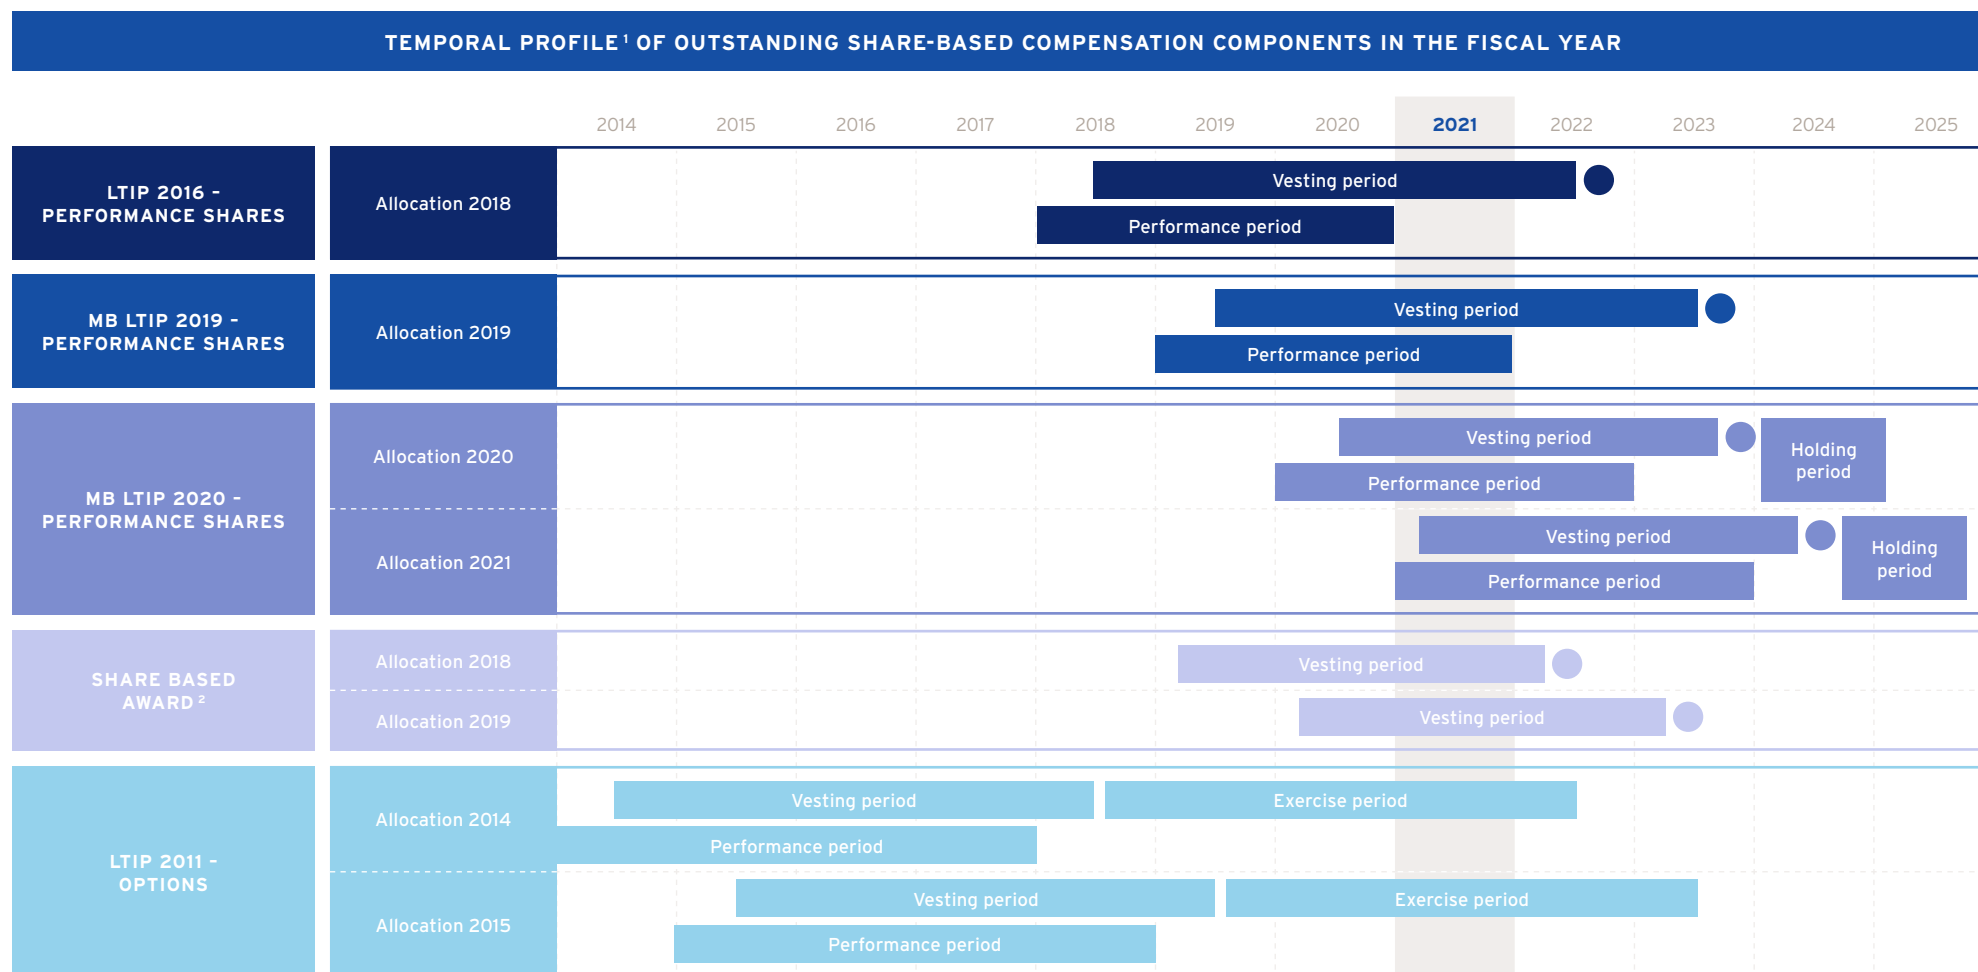 TEMPORAL PROFILE¹ OF OUTSTANDING SHARE-BASED COMPENSATION COMPONENTS IN THE FISCAL YEAR
2014 2015 2016 2017 2018 2019 2020 2021 2022 2023 2024 2025
LTIP 2016 –
PERFORMANCE SHARES
Allocation 2018
Vesting period
Performance period
MB LTIP 2019 –
PERFORMANCE SHARES
Allocation 2019
Vesting period
Performance period
MB LTIP 2020 –
PERFORMANCE SHARES
Allocation 2020
Vesting period
Performance period
Holding
period
Allocation 2021
Vesting period
Performance period
Holding
period
SHARE BASED
AWARD²
Allocation 2018
Vesting period
Allocation 2019
Vesting period
LTIP 2011 –
OPTIONS
Allocation 2014
Vesting period
Exercise period
Performance period
Allocation 2015
Vesting period
Exercise period
Performance period